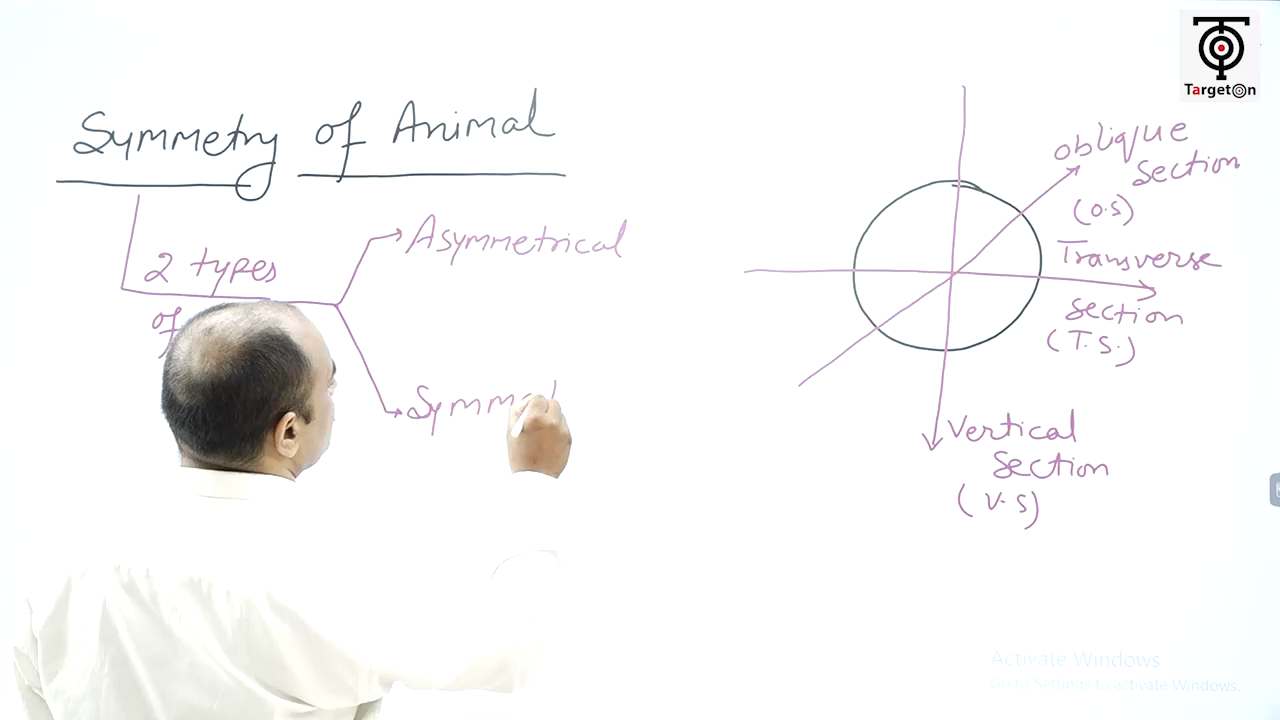 Symmetry of Animal
2 types
of
Asymmetrical
TargetOn
oblique
section
(O.S)
Transverse
section
(T.S.)
Vertical
section
(V.S)
Activate Windows
Go to Settings to activate Windows.